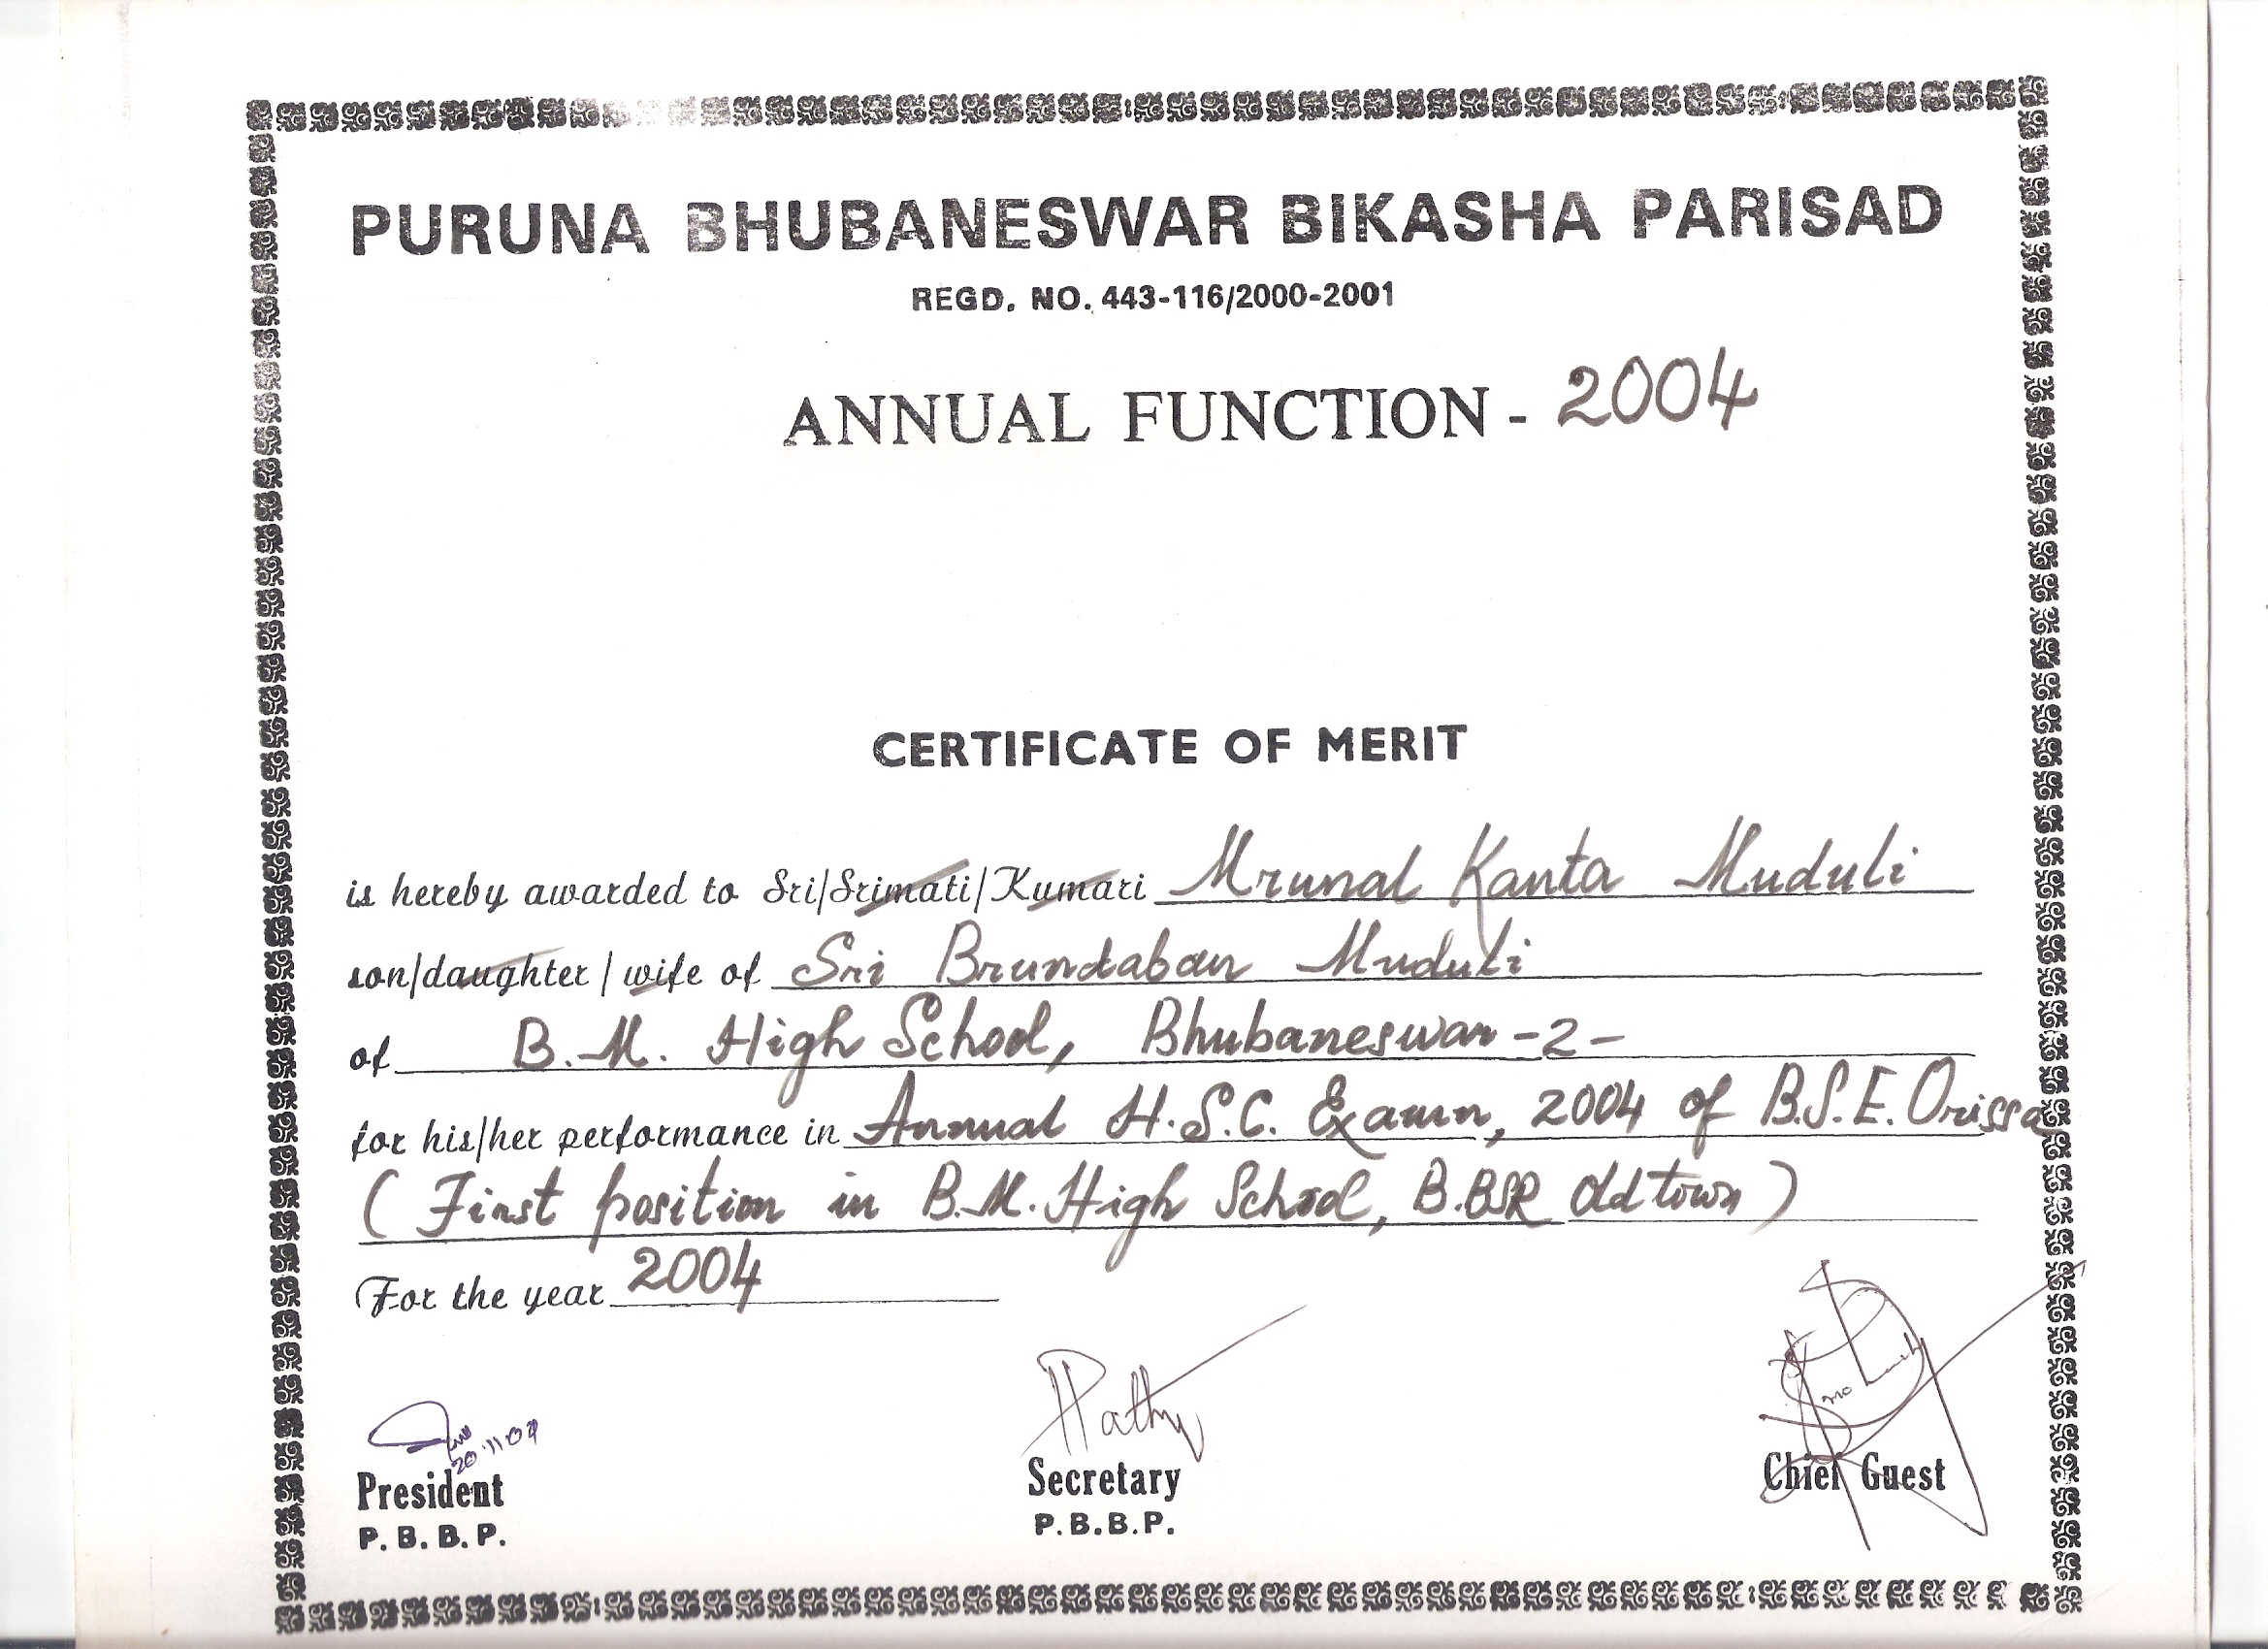 PURUNA BHUBANESWAR BIKASHA PARISAD
REGD. NO. 443-116/2000-2001
ANNUAL FUNCTION - 2004
CERTIFICATE OF MERIT
is hereby awarded to Sri/Srimati/Kumari Mrunal Kanta Muduli
son/daughter/wife of Sri Brundaban Muduli
of B.M. High School, Bhubaneswar-2-
for his/her performance in Annual H.S.C. Examn, 2004 of B.S.E. Orissa
(First position in B.M. High School, B.BSR Oldtown)
For the year 2004
20.11.04
Pathy
President
Secretary
Chief Guest
P. B. B. P.
P.B.B.P.